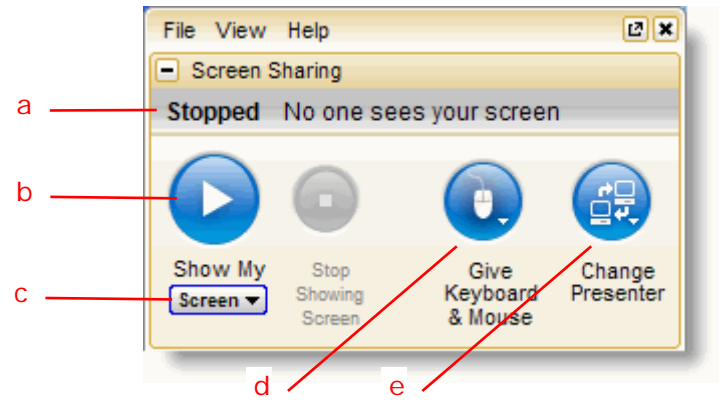 File View Help
Screen Sharing
a
Stopped No one sees your screen
b
Show My
Screen
c
Stop
Showing
Screen
Give
Keyboard
& Mouse
Change
Presenter
d e